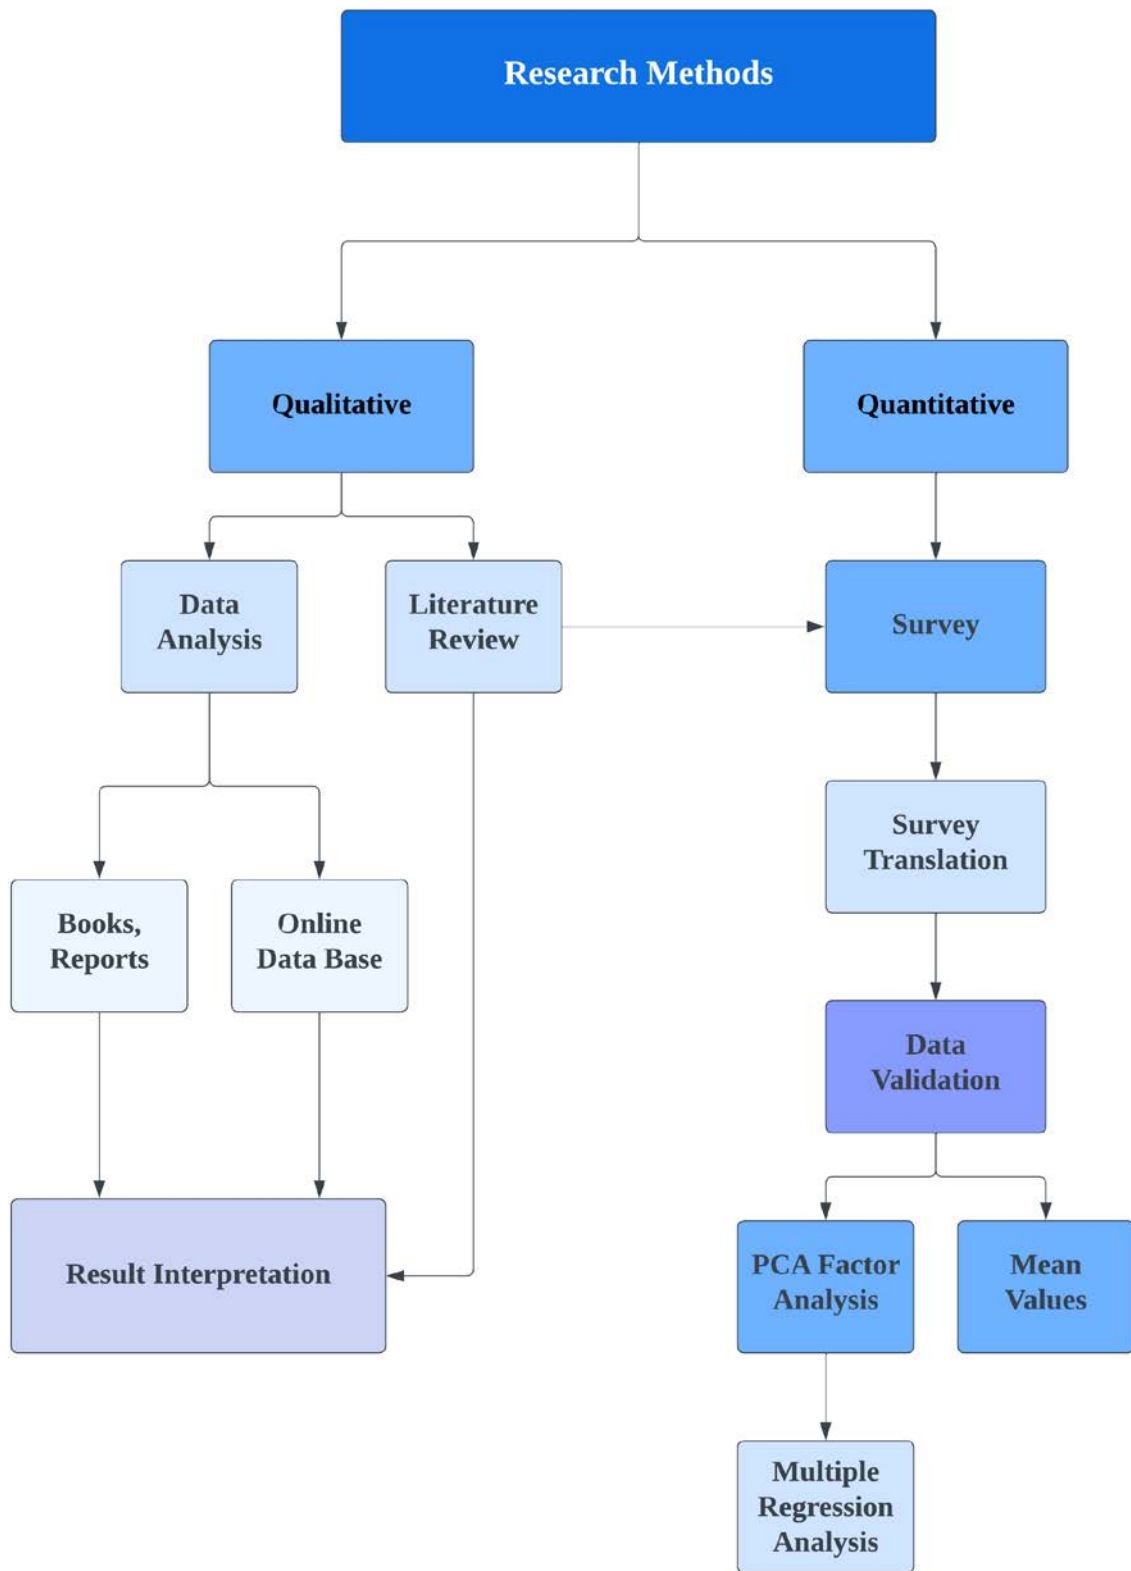 Research Methods
Qualitative
Quantitative
Data
Analysis
Literature
Review
Survey
Survey
Translation
Books,
Reports
Online
Data Base
Data
Validation
Result Interpretation
PCA Factor
Analysis
Mean
Values
Multiple
Regression
Analysis